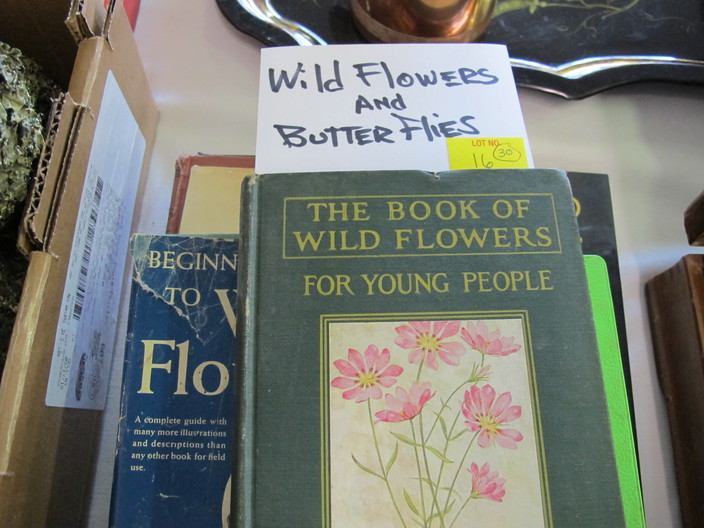 Wild Flowers
AND
BUTTER Flies
LOT NO.
16 30
THE BOOK OF
WILD FLOWERS
FOR YOUNG PEOPLE
BEGINN
TO
Flo
A complete guide with
many more illustrations
and descriptions than
any other book for field
use.